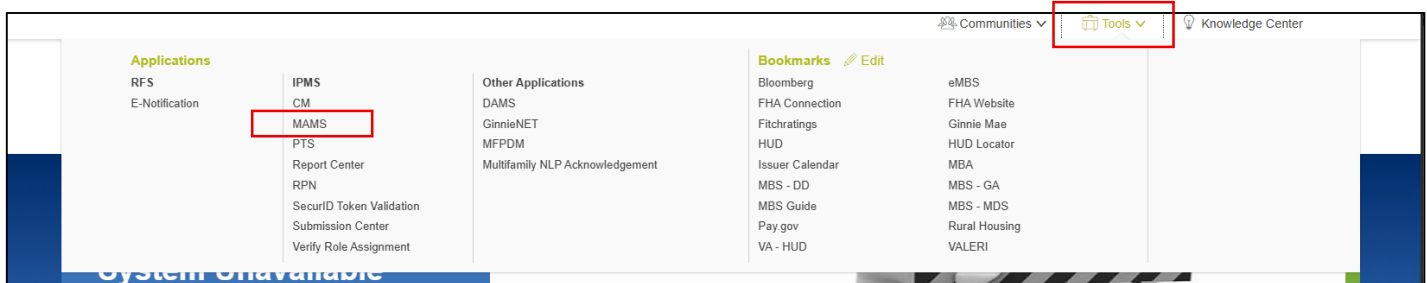 Communities
Tools
Knowledge Center
Applications
RFS
E-Notification
IPMS
CM
MAMS
PTS
Report Center
RPN
SecurID Token Validation
Submission Center
Verify Role Assignment
Other Applications
DAMS
GinnieNET
MFPDM
Multifamily NLP Acknowledgement
Bookmarks Edit
Bloomberg
FHA Connection
Fitchratings
HUD
Issuer Calendar
MBS - DD
MBS Guide
Pay.gov
VA - HUD
eMBS
FHA Website
Ginnie Mae
HUD Locator
MBA
MBS - GA
MBS - MDS
Rural Housing
VALERI
System Unavailable